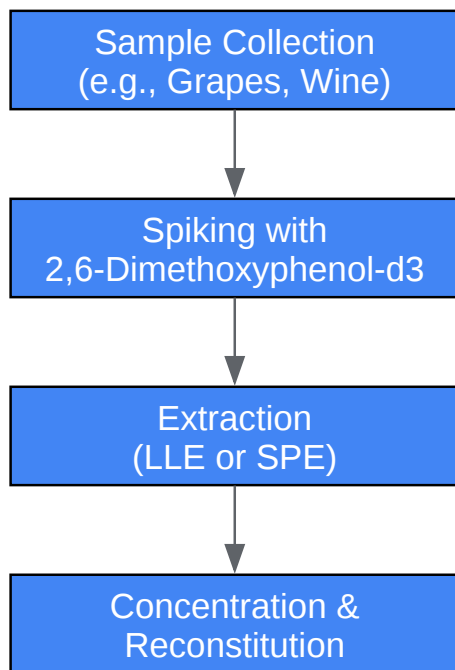 Sample Collection
(e.g., Grapes, Wine)
Spiking with
2,6-Dimethoxyphenol-d3
Extraction
(LLE or SPE)
Concentration &
Reconstitution